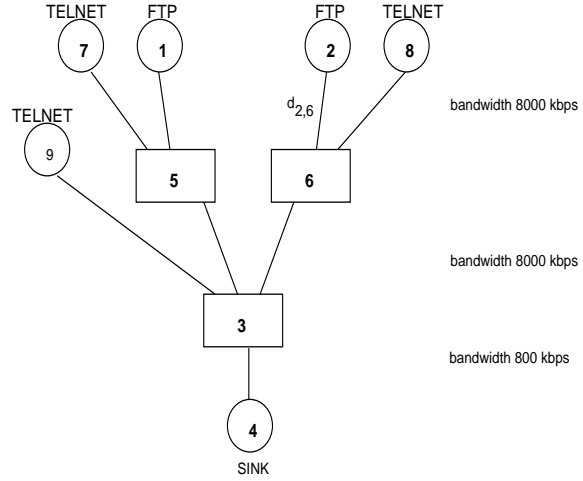 TELNET FTP FTP TELNET
7 1 2 8
d2,6 bandwidth 8000 kbps
TELNET
9
5 6
bandwidth 8000 kbps
3
bandwidth 800 kbps
4
SINK